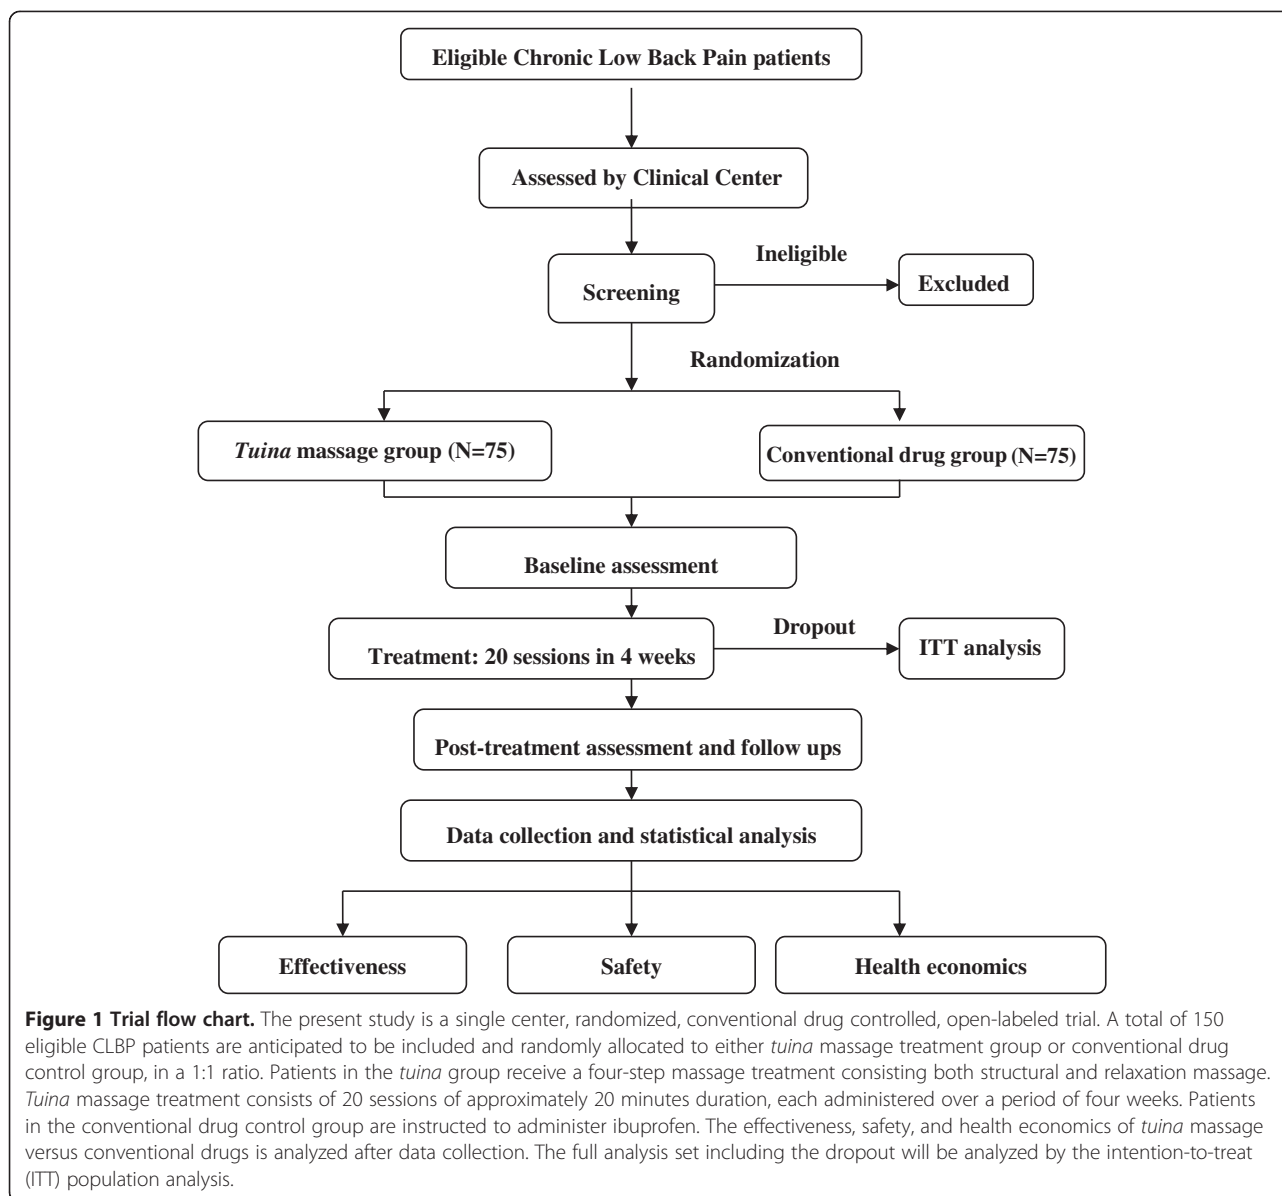 Eligible Chronic Low Back Pain patients
Assessed by Clinical Center
Ineligible
Screening
Excluded
Randomization
Tuina massage group (N=75)
Conventional drug group (N=75)
Baseline assessment
Dropout
Treatment: 20 sessions in 4 weeks
ITT analysis
Post-treatment assessment and follow ups
Data collection and statistical analysis
Effectiveness
Safety
Health economics
Figure 1 Trial flow chart. The present study is a single center, randomized, conventional drug controlled, open-labeled trial. A total of 150
eligible CLBP patients are anticipated to be included and randomly allocated to either tuina massage treatment group or conventional drug
control group, in a 1:1 ratio. Patients in the tuina group receive a four-step massage treatment consisting both structural and relaxation massage.
Tuina massage treatment consists of 20 sessions of approximately 20 minutes duration, each administered over a period of four weeks. Patients
in the conventional drug control group are instructed to administer ibuprofen. The effectiveness, safety, and health economics of tuina massage
versus conventional drugs is analyzed after data collection. The full analysis set including the dropout will be analyzed by the intention-to-treat
(ITT) population analysis.